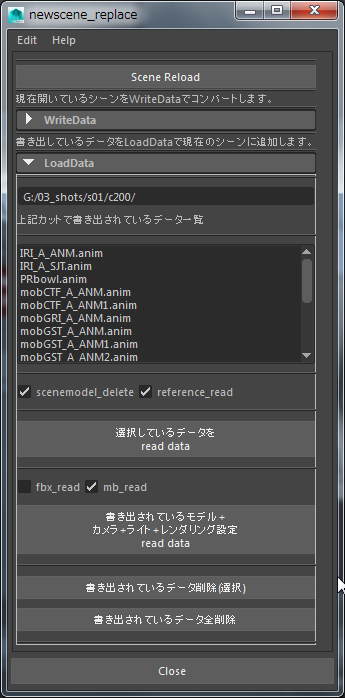 newscene_replace
Edit Help
Scene Reload
現在開いているシーンをWriteDataでコンバートします。
WriteData
書き出しているデータをLoadDataで現在のシーンに追加します。
LoadData
G:/03_shots/s01/c200/
上記カットで書き出されているデータ一覧
IRI_A_ANM.anim
IRI_A_SJT.anim
PRbowl.anim
mobCTF_A_ANM.anim
mobCTF_A_ANM1.anim
mobGRI_A_ANM.anim
mobGST_A_ANM.anim
mobGST_A_ANM1.anim
mobGST_A_ANM2.anim
scenemodel_delete reference_read
選択しているデータを
read data
fbx_read mb_read
書き出されているモデル+
カメラ+ライト+レンダリング設定
read data
書き出されているデータ削除(選択)
書き出されているデータ全削除
Close